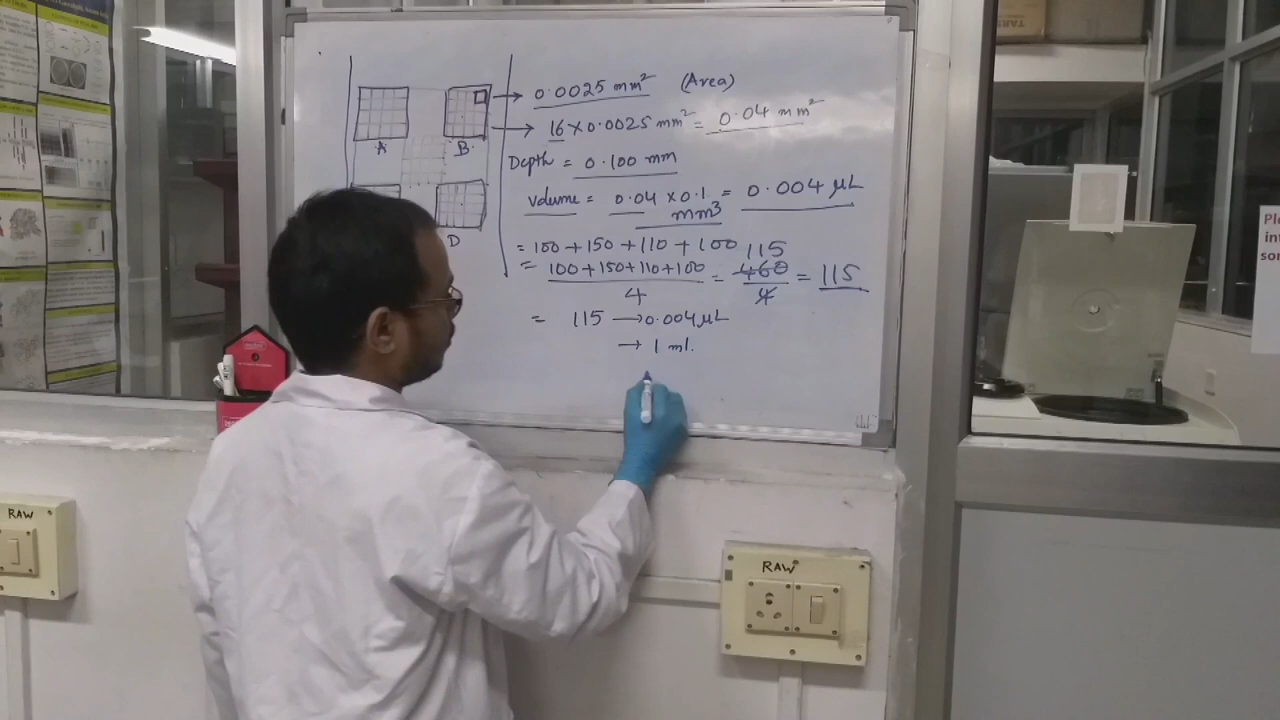 0.0025 mm² (Area)
16 X 0.0025 mm² = 0.04 mm²
A
B
Depth = 0.100 mm
Volume = 0.04 x 0.1 = 0.004 µL
mm³
D
= 100 + 150 + 110 + 100 115
= 100 + 150 + 110 + 100 = 460 = 115
4 4
= 115 → 0.004 µL
→ 1 ml.
RAW
RAW